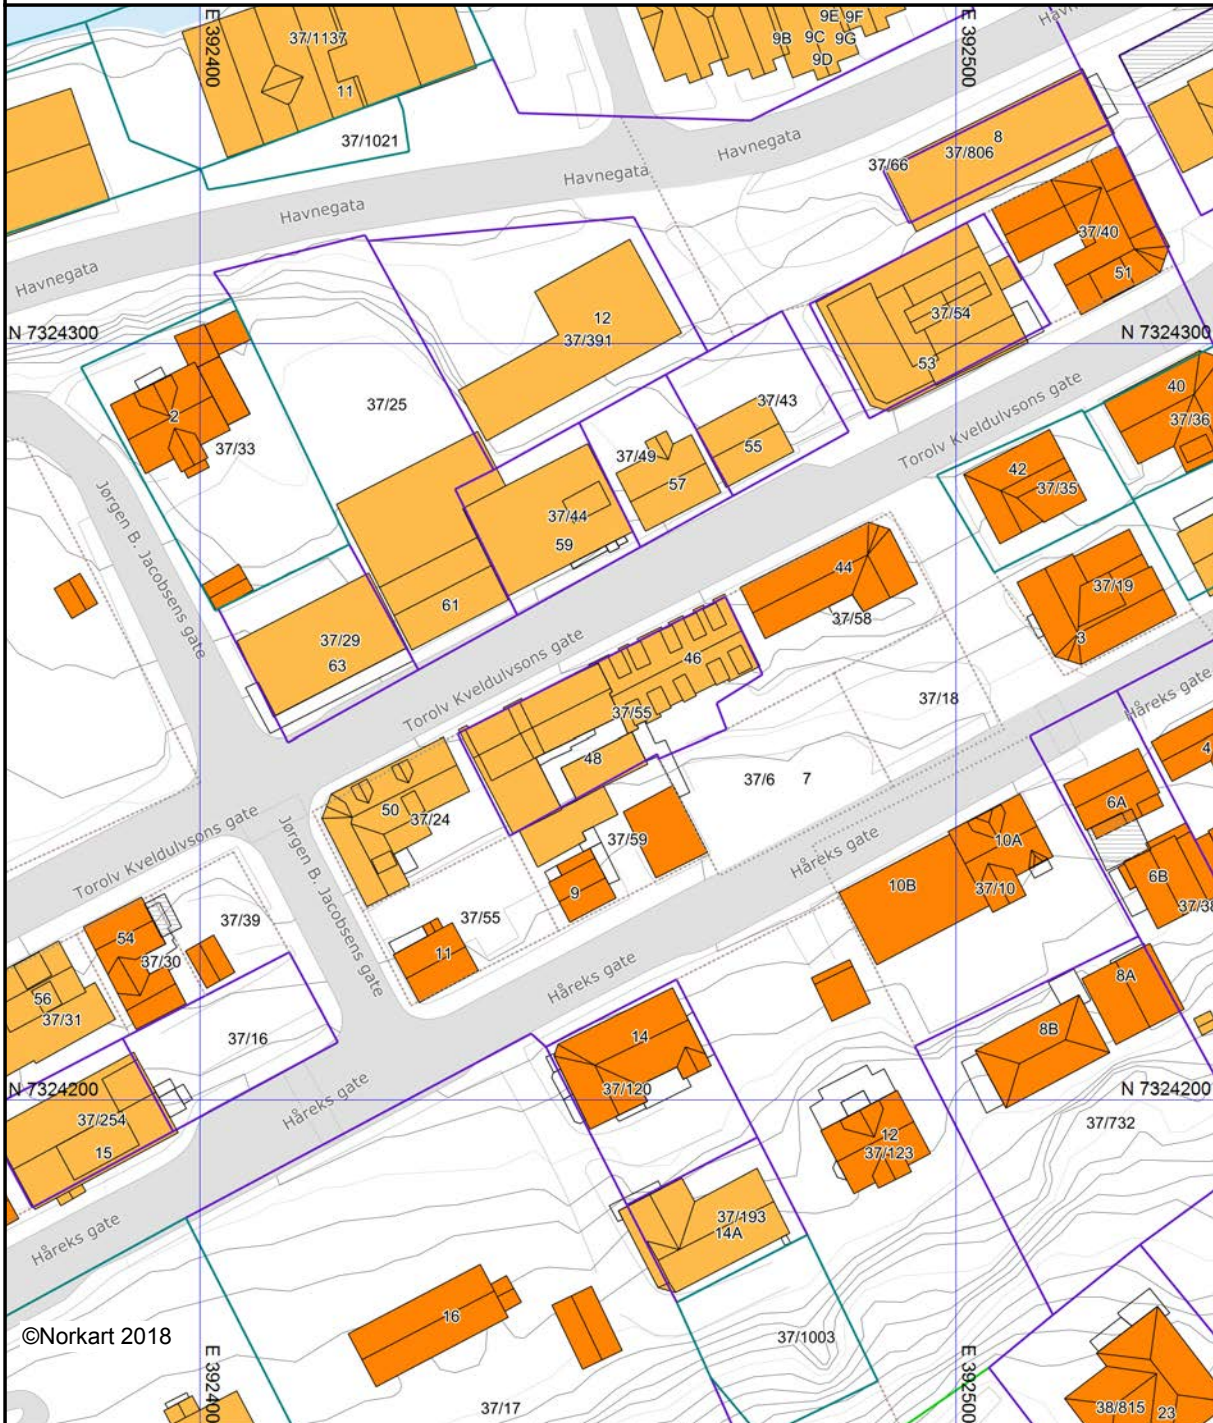 9E 9F
9B 9C 9G
9D
37/1137
11
E 392400
E 392500
Håvn
37/1021
Havnegata
Havnegata
Havnegata
Havnegata
8
37/66 37/806
37/40
51
12
37/391
37/54
53
N 7324300
N 7324300
2
37/33
37/25
37/43
37/49
55
57
37/44
59
61
37/29
63
Torolv Kveldulvsons gate
40
37/36
42
37/35
37/19
3
Jørgen B. Jacobsens gate
44
37/58
46
37/55
48
Torolv Kveldulvsons gate
37/18
Håreks gate
37/6 7
4
50
37/24
37/59
9
37/55
11
6A
6B
37/38
10A
10B
37/10
Håreks gate
Torolv Kveldulvsons gate
Jørgen B. Jacobsens gate
54
37/39
37/30
56
37/31
37/16
Håreks gate
8A
8B
14
37/120
N 7324200
N 7324200
37/254
15
Håreks gate
12
37/123
37/732
Håreks gate
37/193
14A
16
37/1003
©Norkart 2018
E 392400
E 392500
37/17
38/815 23